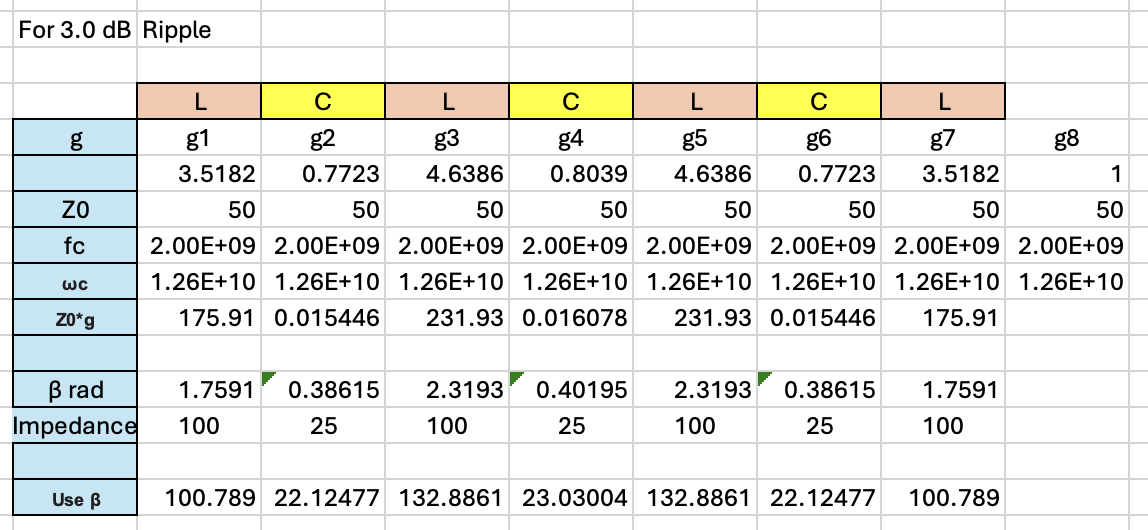 For 3.0 dB Ripple
L C L C L C L
g g1 g2 g3 g4 g5 g6 g7 g8
3.5182 0.7723 4.6386 0.8039 4.6386 0.7723 3.5182 1
Z0 50 50 50 50 50 50 50 50
fc 2.00E+09 2.00E+09 2.00E+09 2.00E+09 2.00E+09 2.00E+09 2.00E+09 2.00E+09
ωc 1.26E+10 1.26E+10 1.26E+10 1.26E+10 1.26E+10 1.26E+10 1.26E+10 1.26E+10
Z0*g 175.91 0.015446 231.93 0.016078 231.93 0.015446 175.91
β rad 1.7591 0.38615 2.3193 0.40195 2.3193 0.38615 1.7591
Impedance 100 25 100 25 100 25 100
Use β 100.789 22.12477 132.8861 23.03004 132.8861 22.12477 100.789